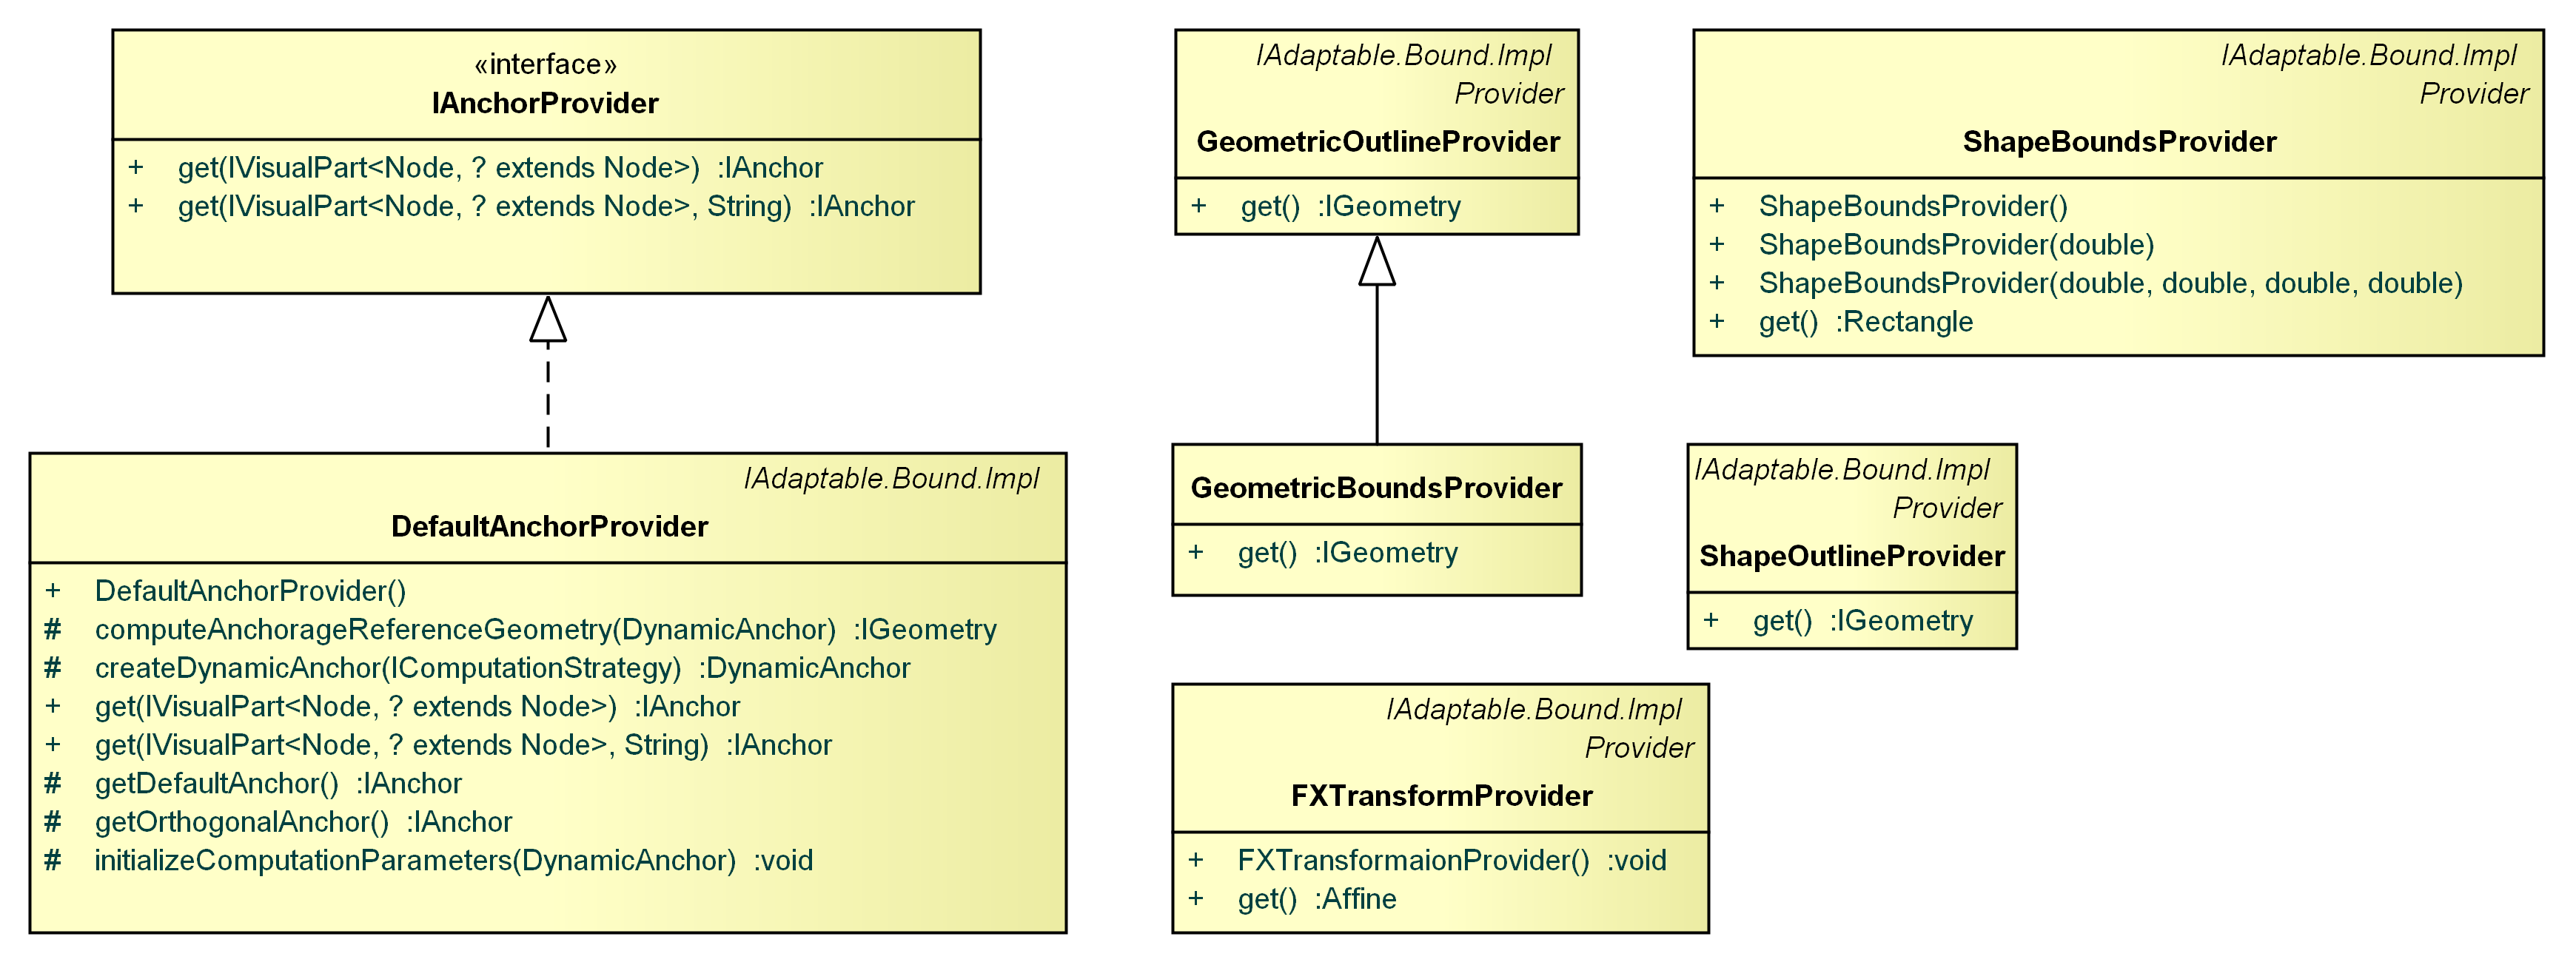 «interface»
IAnchorProvider
+ get(IVisualPart<Node, ? extends Node>) :IAnchor
+ get(IVisualPart<Node, ? extends Node>, String) :IAnchor
IAdaptable.Bound.Impl
DefaultAnchorProvider
+ DefaultAnchorProvider()
# computeAnchorageReferenceGeometry(DynamicAnchor) :IGeometry
# createDynamicAnchor(IComputationStrategy) :DynamicAnchor
+ get(IVisualPart<Node, ? extends Node>) :IAnchor
+ get(IVisualPart<Node, ? extends Node>, String) :IAnchor
# getDefaultAnchor() :IAnchor
# getOrthogonalAnchor() :IAnchor
# initializeComputationParameters(DynamicAnchor) :void
IAdaptable.Bound.Impl
Provider
GeometricOutlineProvider
+ get() :IGeometry
GeometricBoundsProvider
+ get() :IGeometry
IAdaptable.Bound.Impl
Provider
FXTransformProvider
+ FXTransformaionProvider() :void
+ get() :Affine
IAdaptable.Bound.Impl
Provider
ShapeBoundsProvider
+ ShapeBoundsProvider()
+ ShapeBoundsProvider(double)
+ ShapeBoundsProvider(double, double, double, double)
+ get() :Rectangle
IAdaptable.Bound.Impl
Provider
ShapeOutlineProvider
+ get() :IGeometry